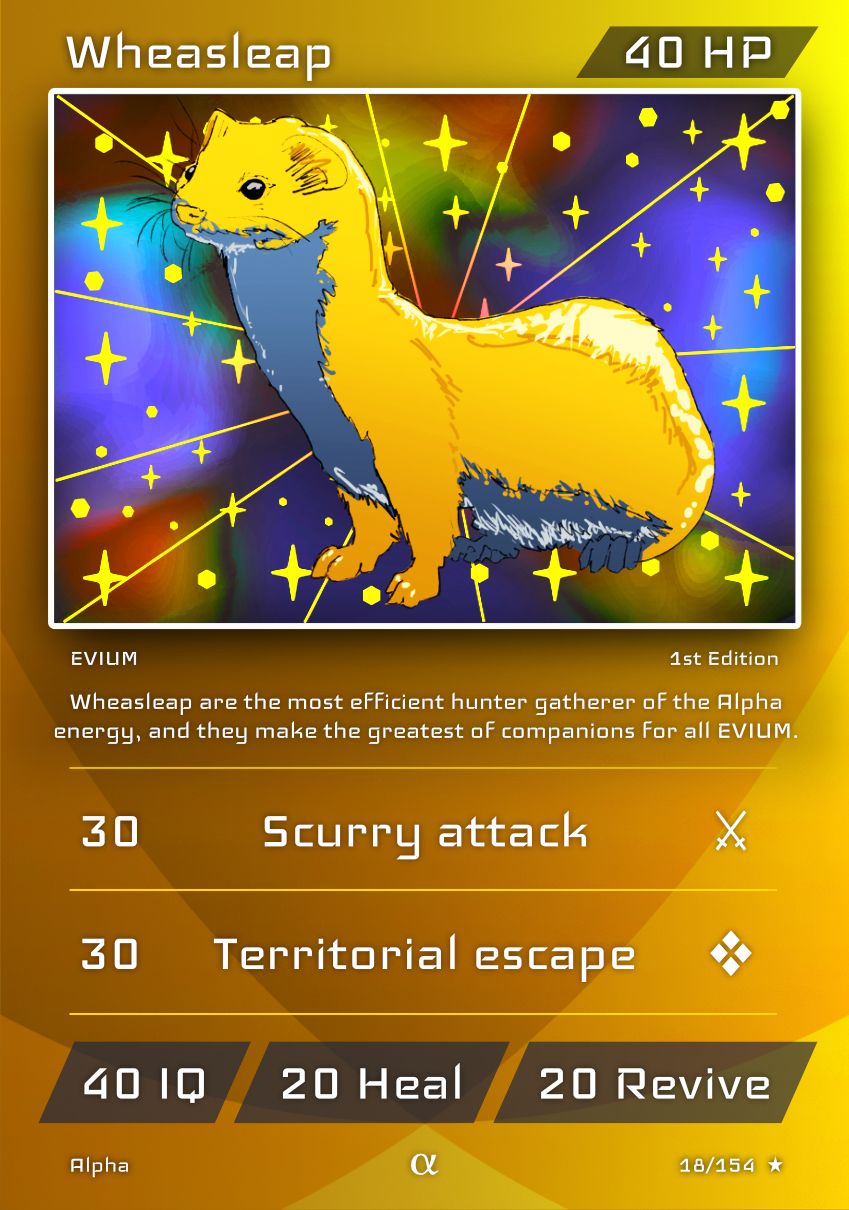 Wheasleap
40 HP
EVIUM
1st Edition
Wheasleap are the most efficient hunter gatherer of the Alpha
energy, and they make the greatest of companions for all EVIUM.
30 Scurry attack
30 Territorial escape
40 IQ
20 Heal
20 Revive
Alpha
α
18/154 ★